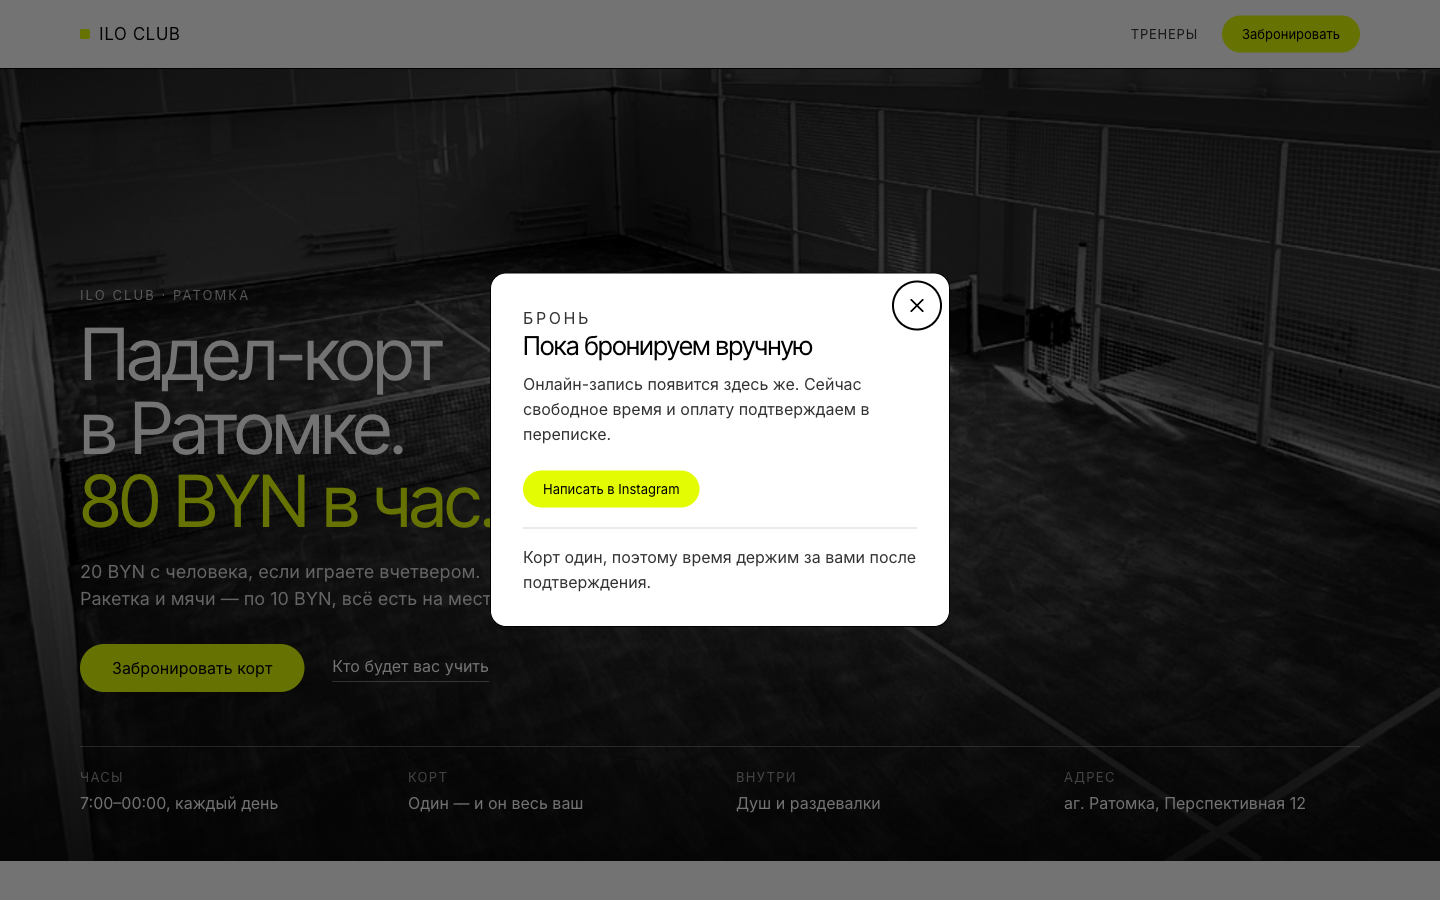 ILO CLUB
ТРЕНЕРЫ
Забронировать
ILO CLUB · РАТОМКА
Падел-корт
в Ратомке.
80 BYN в час.
20 BYN с человека, если играете вчетвером.
Ракетка и мячи — по 10 BYN, всё есть на мест
Забронировать корт
Кто будет вас учить
БРОНЬ
Пока бронируем вручную
Онлайн-запись появится здесь же. Сейчас
свободное время и оплату подтверждаем в
переписке.
Написать в Instagram
Корт один, поэтому время держим за вами после
подтверждения.
ЧАСЫ
7:00–00:00, каждый день
КОРТ
Один — и он весь ваш
ВНУТРИ
Душ и раздевалки
АДРЕС
аг. Ратомка, Перспективная 12